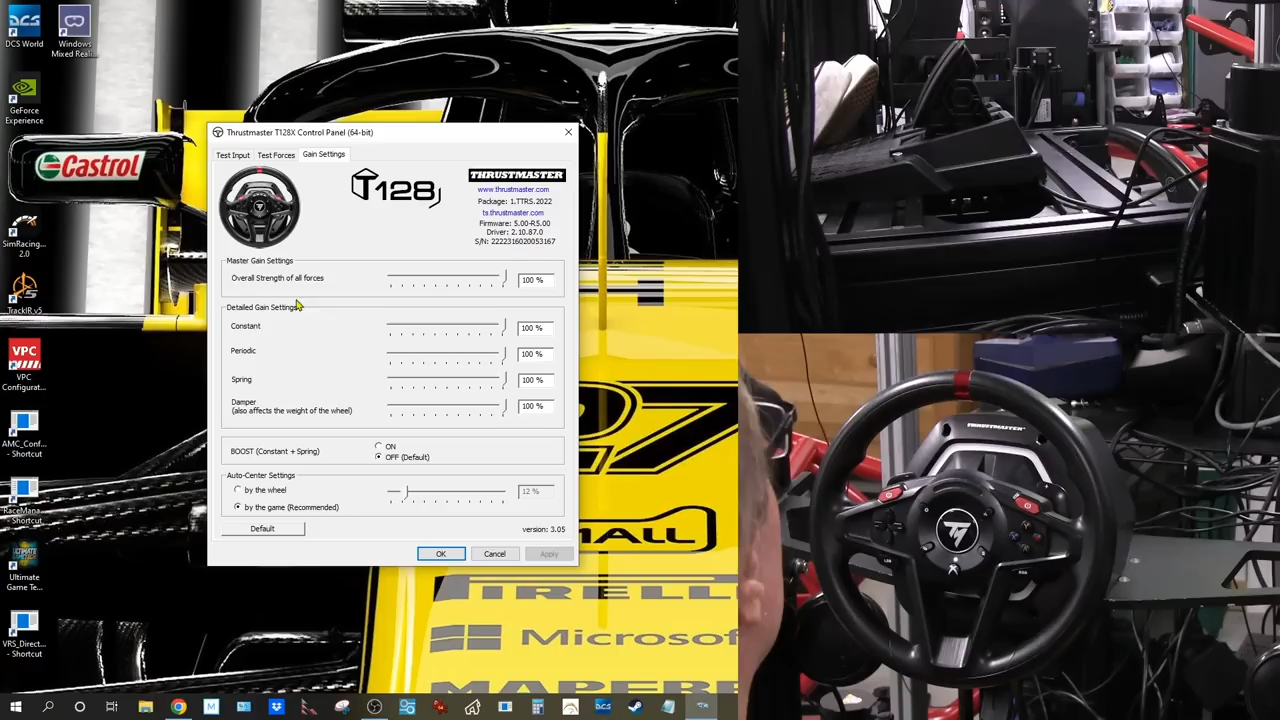 DCS World
Windows
Mixed Reali...
GeForce
Experience
SimRacing...
2.0
TrackIR_v5
VPC
Configurat...
AMC_Conf...
- Shortcut
RaceMana...
- Shortcut
Ultimate
Game Te...
VRS_Direct...
- Shortcut
Castrol
Thrustmaster T128X Control Panel (64-bit)
Test Input
Test Forces
Gain Settings
T128
THRUSTMASTER
www.thrustmaster.com
Package: 1.TTRS.2022
ts.thrustmaster.com
Firmware: 5.00-R5.00
Driver: 2.10.87.0
S/N: 2222316020053167
Master Gain Settings
Overall Strength of all forces
100 %
Detailed Gain Settings
Constant
100 %
Periodic
100 %
Spring
100 %
Damper
(also affects the weight of the wheel)
100 %
BOOST (Constant + Spring)
ON
OFF (Default)
Auto-Center Settings
by the wheel
12 %
by the game (Recommended)
Default
version: 3.05
OK
Cancel
Apply
PIRELL
Microsof
MAPERE
THRUSTMASTER